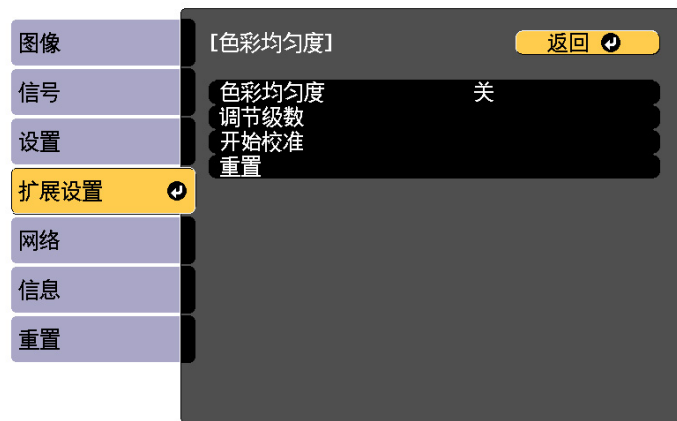 图像
信号
设置
扩展设置
网络
信息
重置
[色彩均匀度]
返回
色彩均匀度 关
调节级数
开始校准
重置